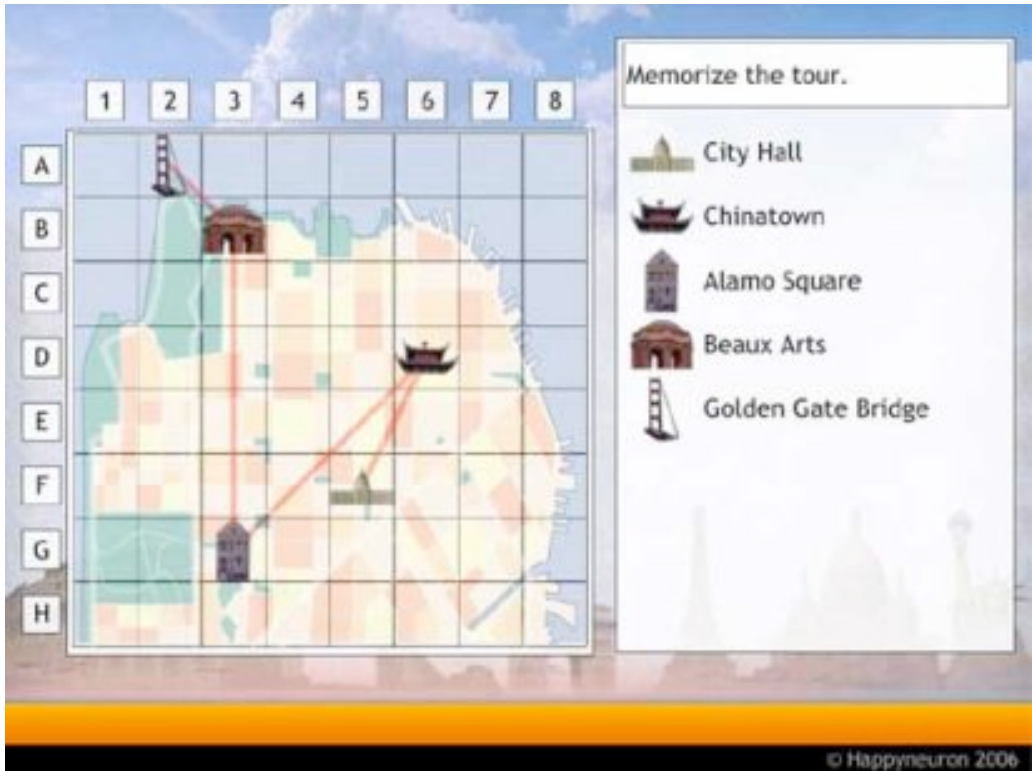 Memorize the tour.
1 2 3 4 5 6 7 8
A
B
C
D
E
F
G
H
City Hall
Chinatown
Alamo Square
Beaux Arts
Golden Gate Bridge
© Happyneuron 2006